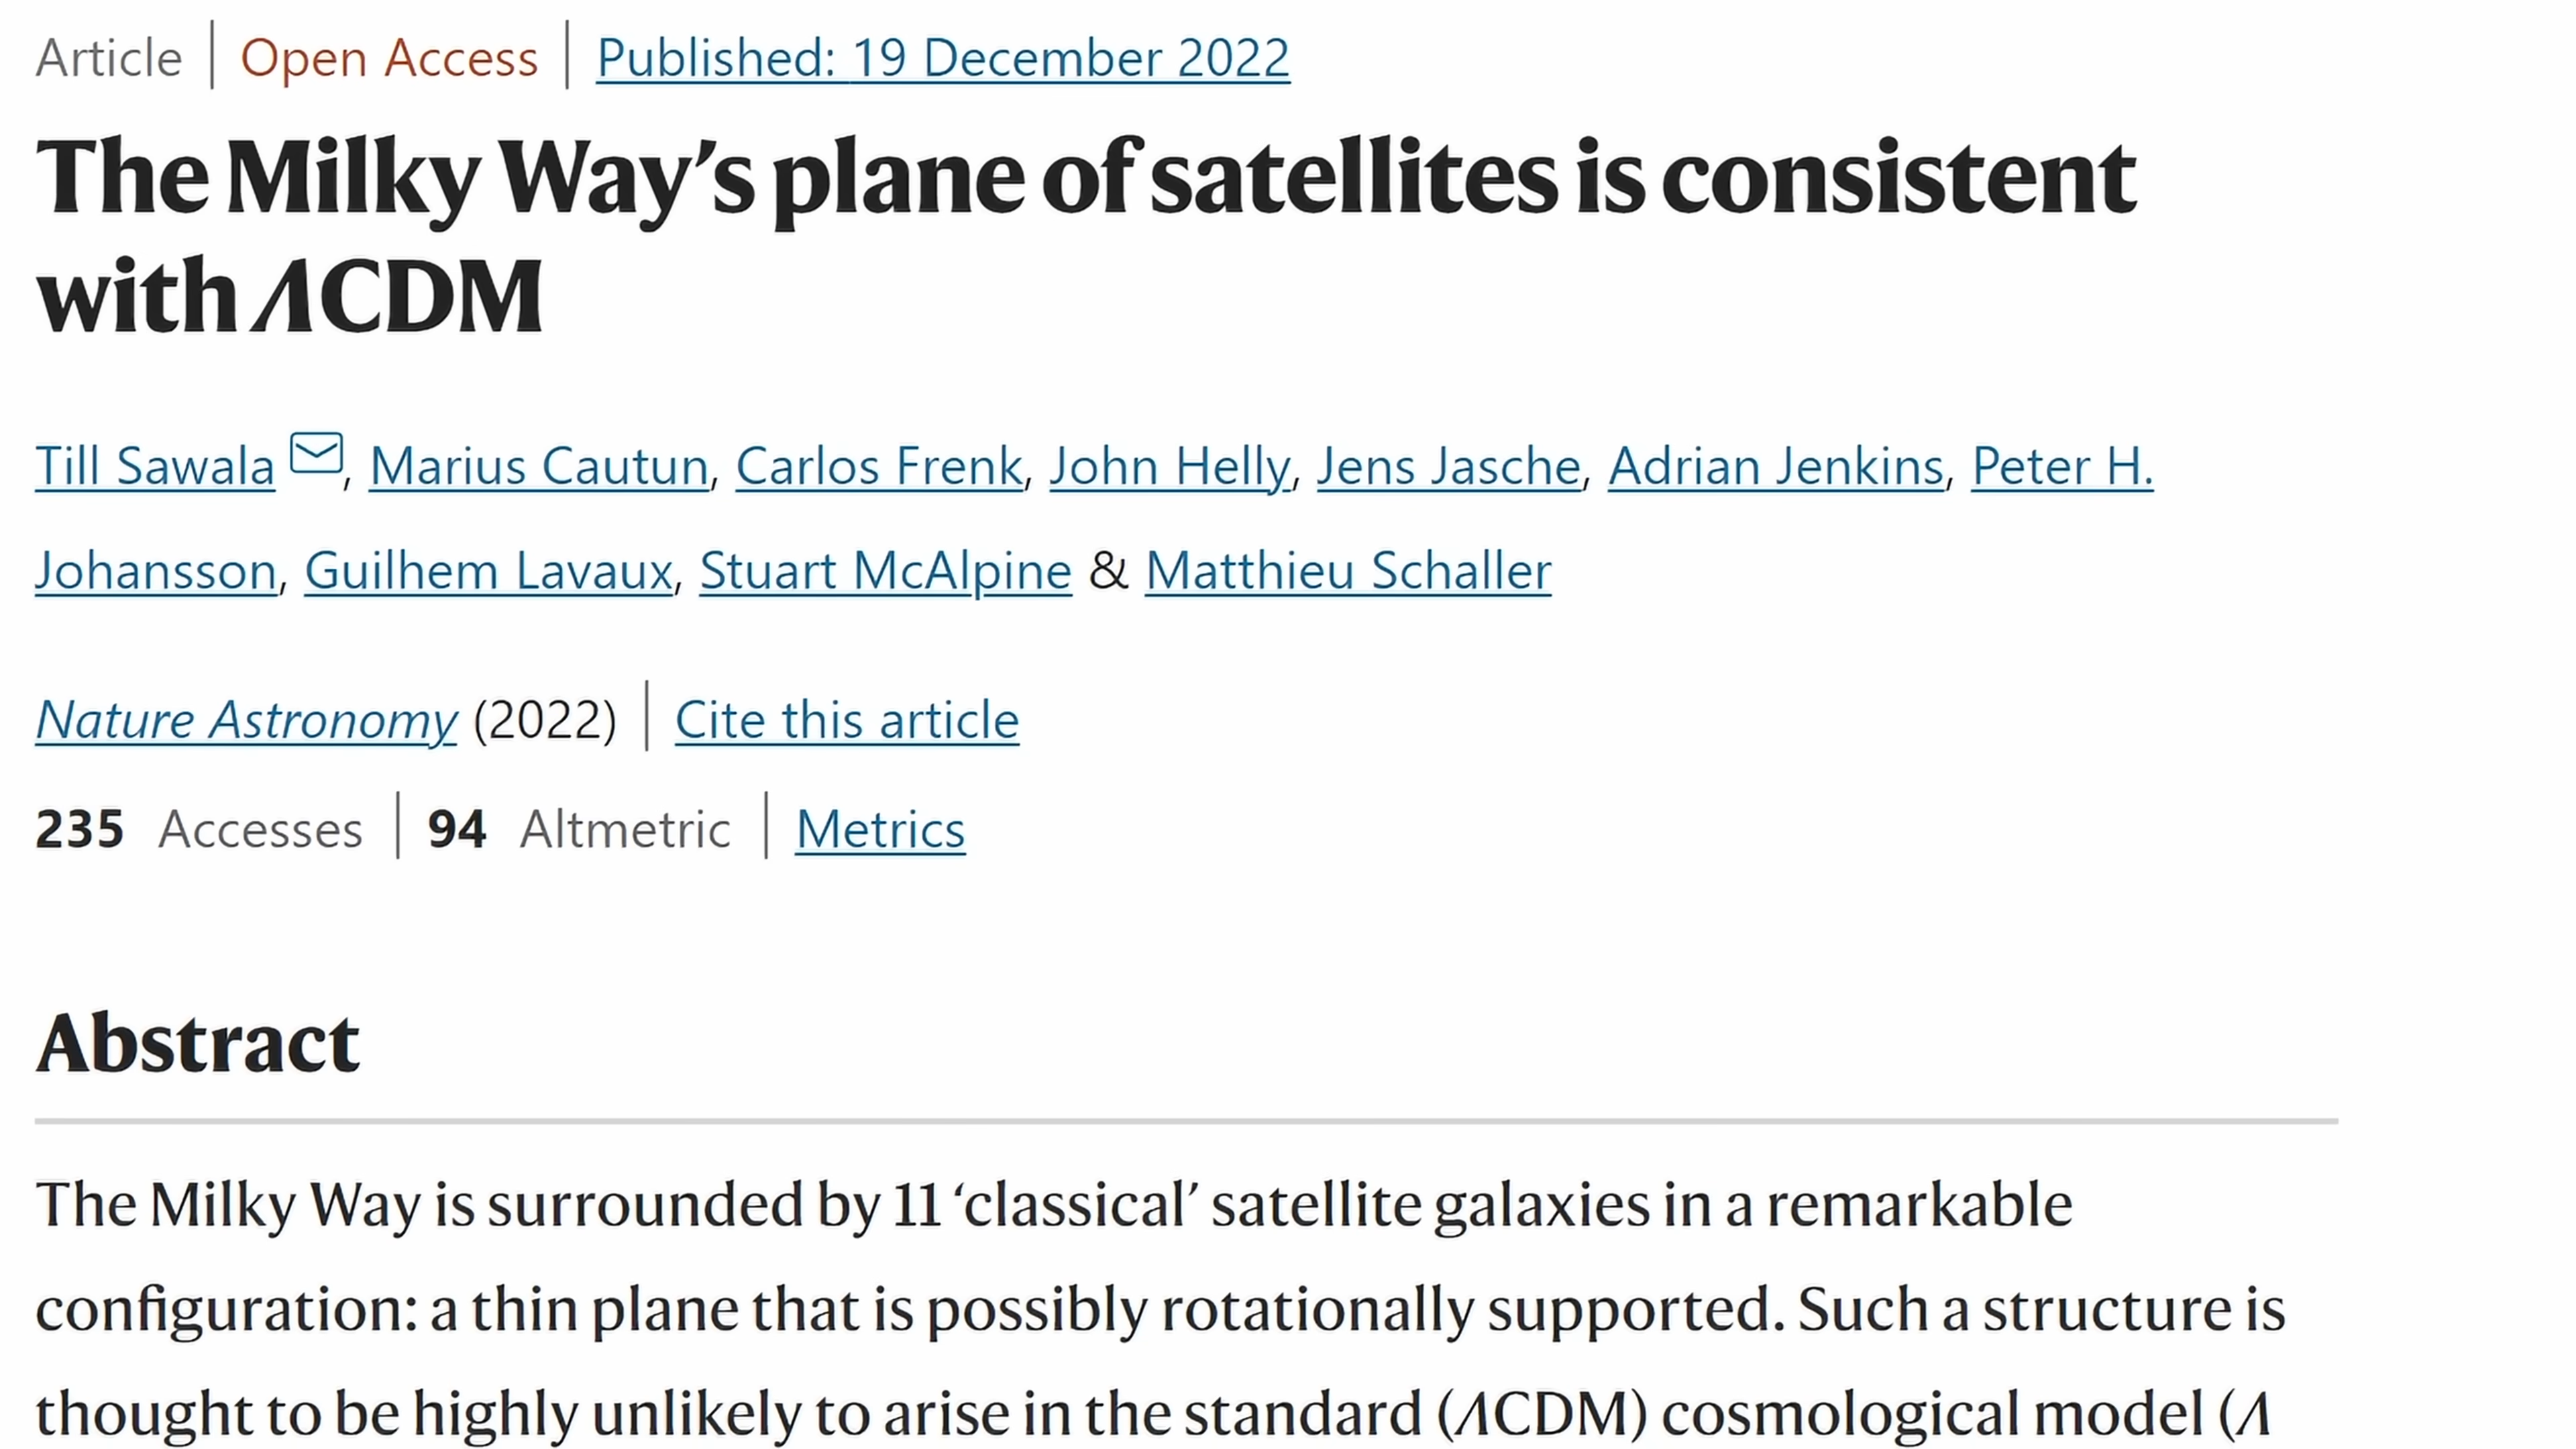 Article | Open Access | Published: 19 December 2022
The Milky Way’s plane of satellites is consistent
with ΛCDM
Till Sawala, Marius Cautun, Carlos Frenk, John Helly, Jens Jasche, Adrian Jenkins, Peter H.
Johansson, Guilhem Lavaux, Stuart McAlpine & Matthieu Schaller
Nature Astronomy (2022) | Cite this article
235 Accesses | 94 Altmetric | Metrics
Abstract
The Milky Way is surrounded by 11 ‘classical’ satellite galaxies in a remarkable
configuration: a thin plane that is possibly rotationally supported. Such a structure is
thought to be highly unlikely to arise in the standard (ΛCDM) cosmological model (Λ